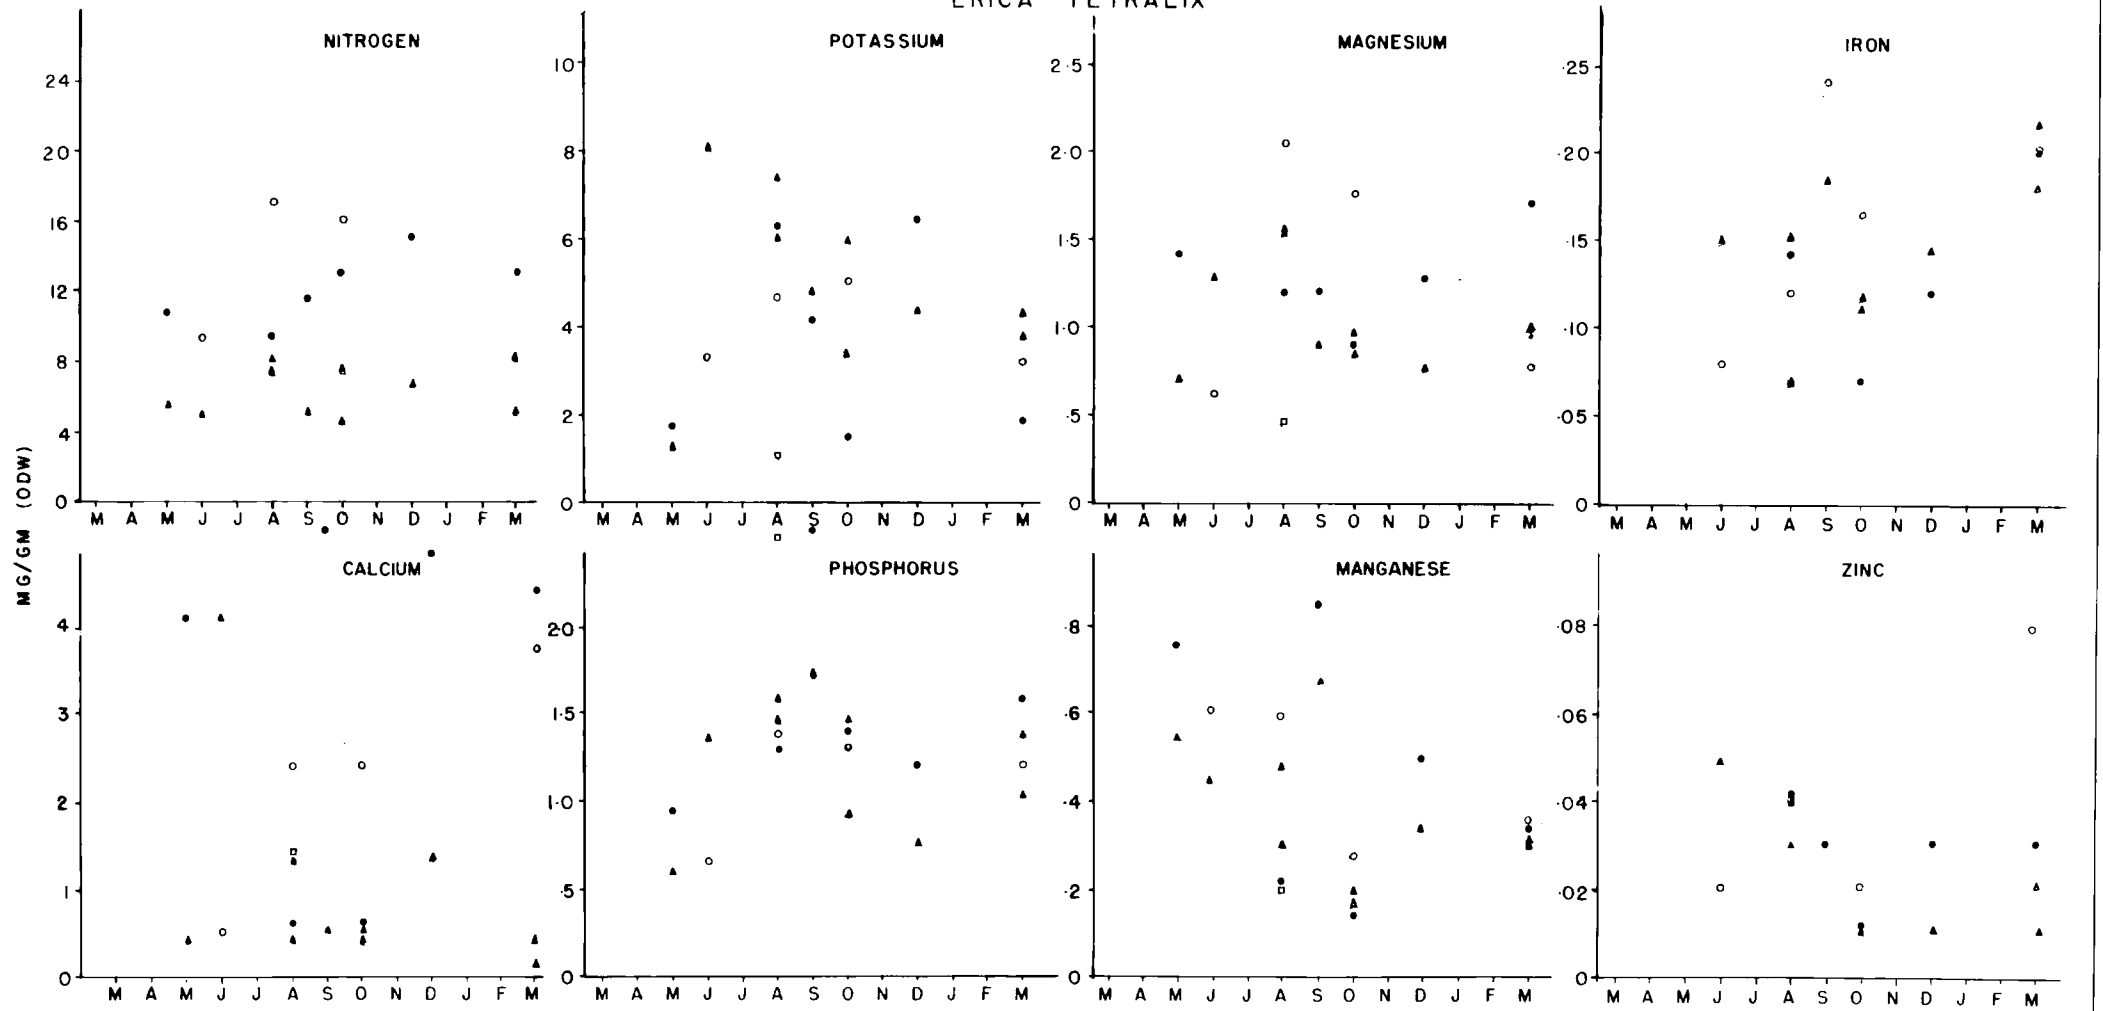 ERICA TETRALIX
NITROGEN
POTASSIUM
MAGNESIUM
IRON
24
20
16
12
8
4
0
10
8
6
4
2
0
2·5
2·0
1·5
1·0
·5
0
·25
·20
·15
·10
·05
0
M A M J J A S O N D J F M
M A M J J A S O N D J F M
M A M J J A S O N D J F M
M A M J J A S O N D J F M
MG/GM (ODW)
CALCIUM
PHOSPHORUS
MANGANESE
ZINC
4
3
2
1
0
2·0
1·5
1·0
·5
0
·8
·6
·4
·2
0
·08
·06
·04
·02
0
M A M J J A S O N D J F M
M A M J J A S O N D J F M
M A M J J A S O N D J F M
M A M J J A S O N D J F M